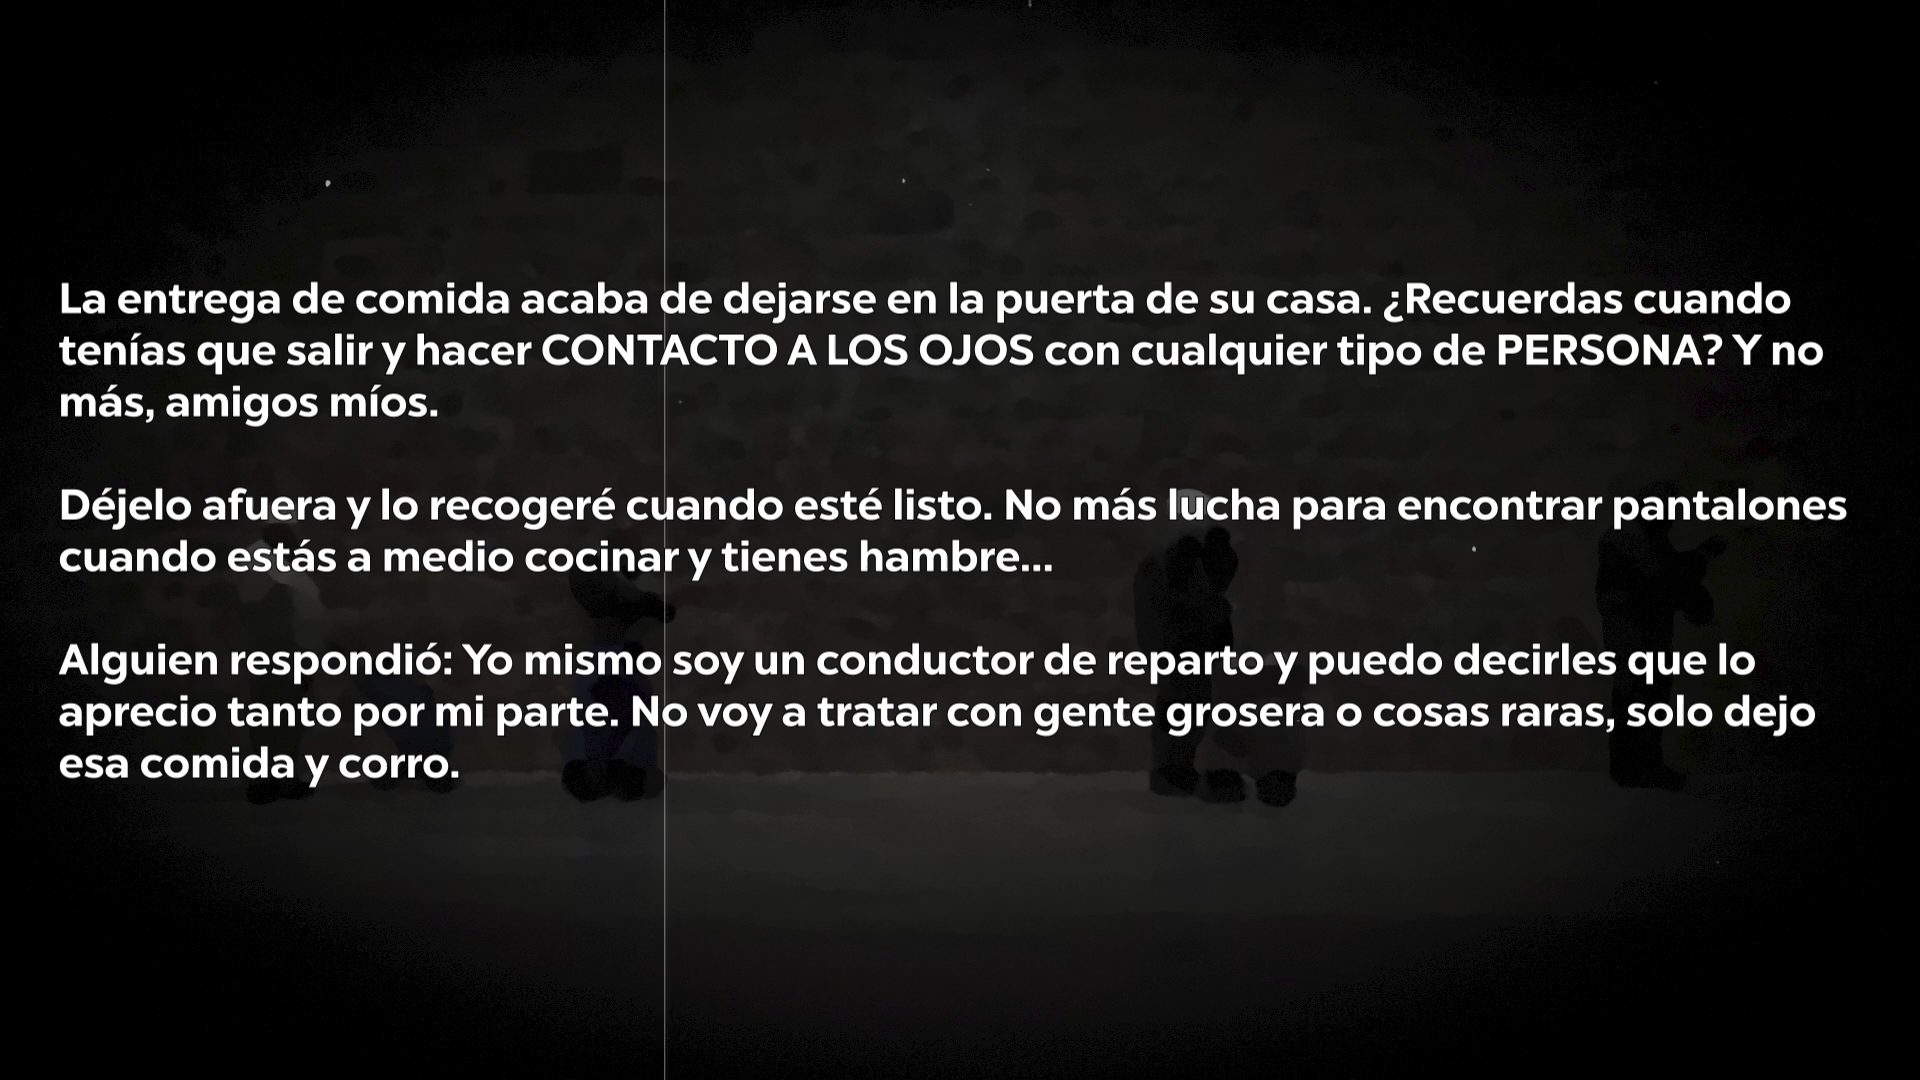 La entrega de comida acaba de dejarse en la puerta de su casa. ¿Recuerdas cuando
tenías que salir y hacer CONTACTO A LOS OJOS con cualquier tipo de PERSONA? Y no
más, amigos míos.
Déjelo afuera y lo recogeré cuando esté listo. No más lucha para encontrar pantalones
cuando estás a medio cocinar y tienes hambre...
Alguien respondió: Yo mismo soy un conductor de reparto y puedo decirles que lo
aprecio tanto por mi parte. No voy a tratar con gente grosera o cosas raras, solo dejo
esa comida y corro.